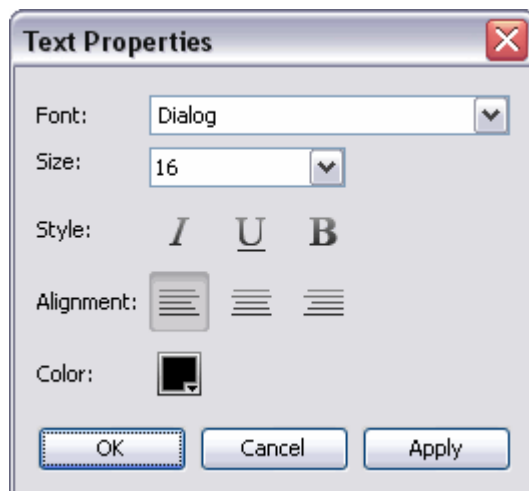 Text Properties
Font: Dialog
Size: 16
Style: I U B
Alignment:
Color:
OK Cancel Apply